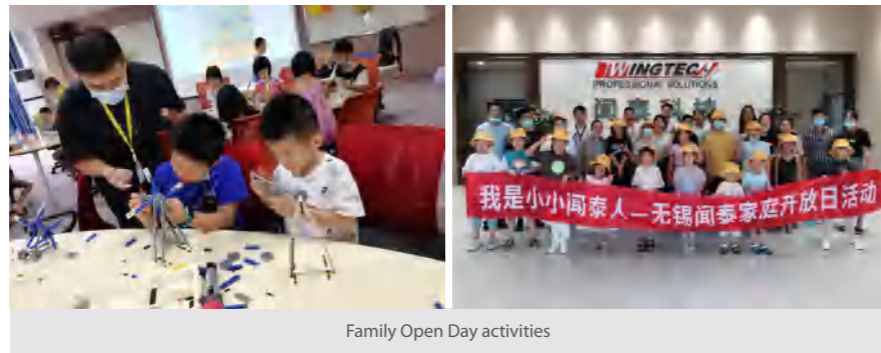 WINGTECH
PROFESSIONAL SOLUTIONS
闻泰科技
我是小小闻泰人—无锡闻泰家庭开放日活动
Family Open Day activities